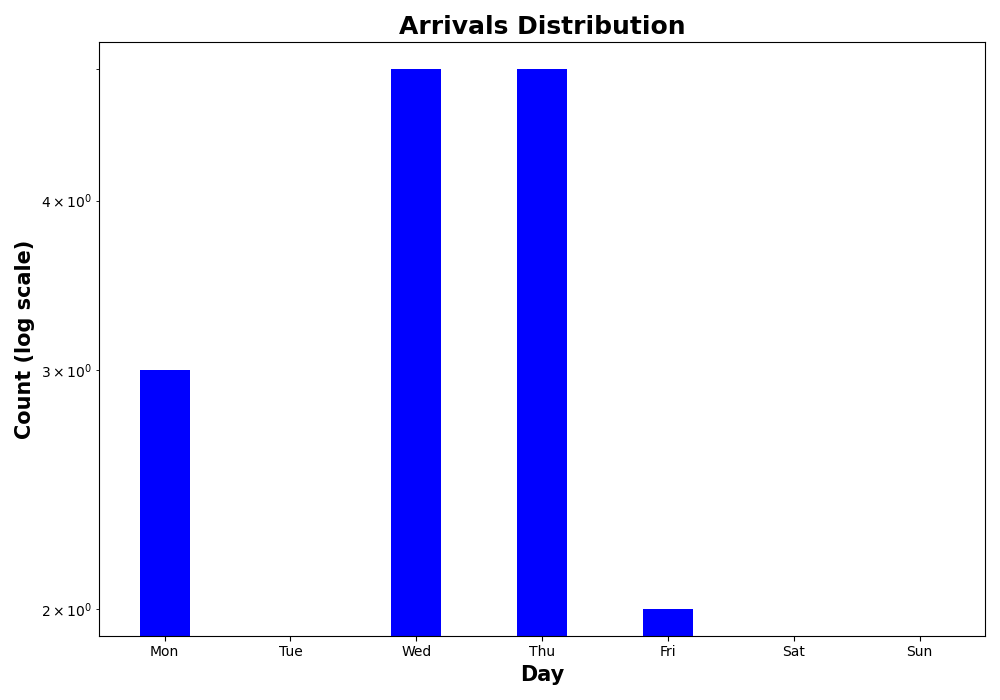 Arrivals Distribution
Count (log scale)
4 × 10⁰
3 × 10⁰
2 × 10⁰
Mon Tue Wed Thu Fri Sat Sun
Day